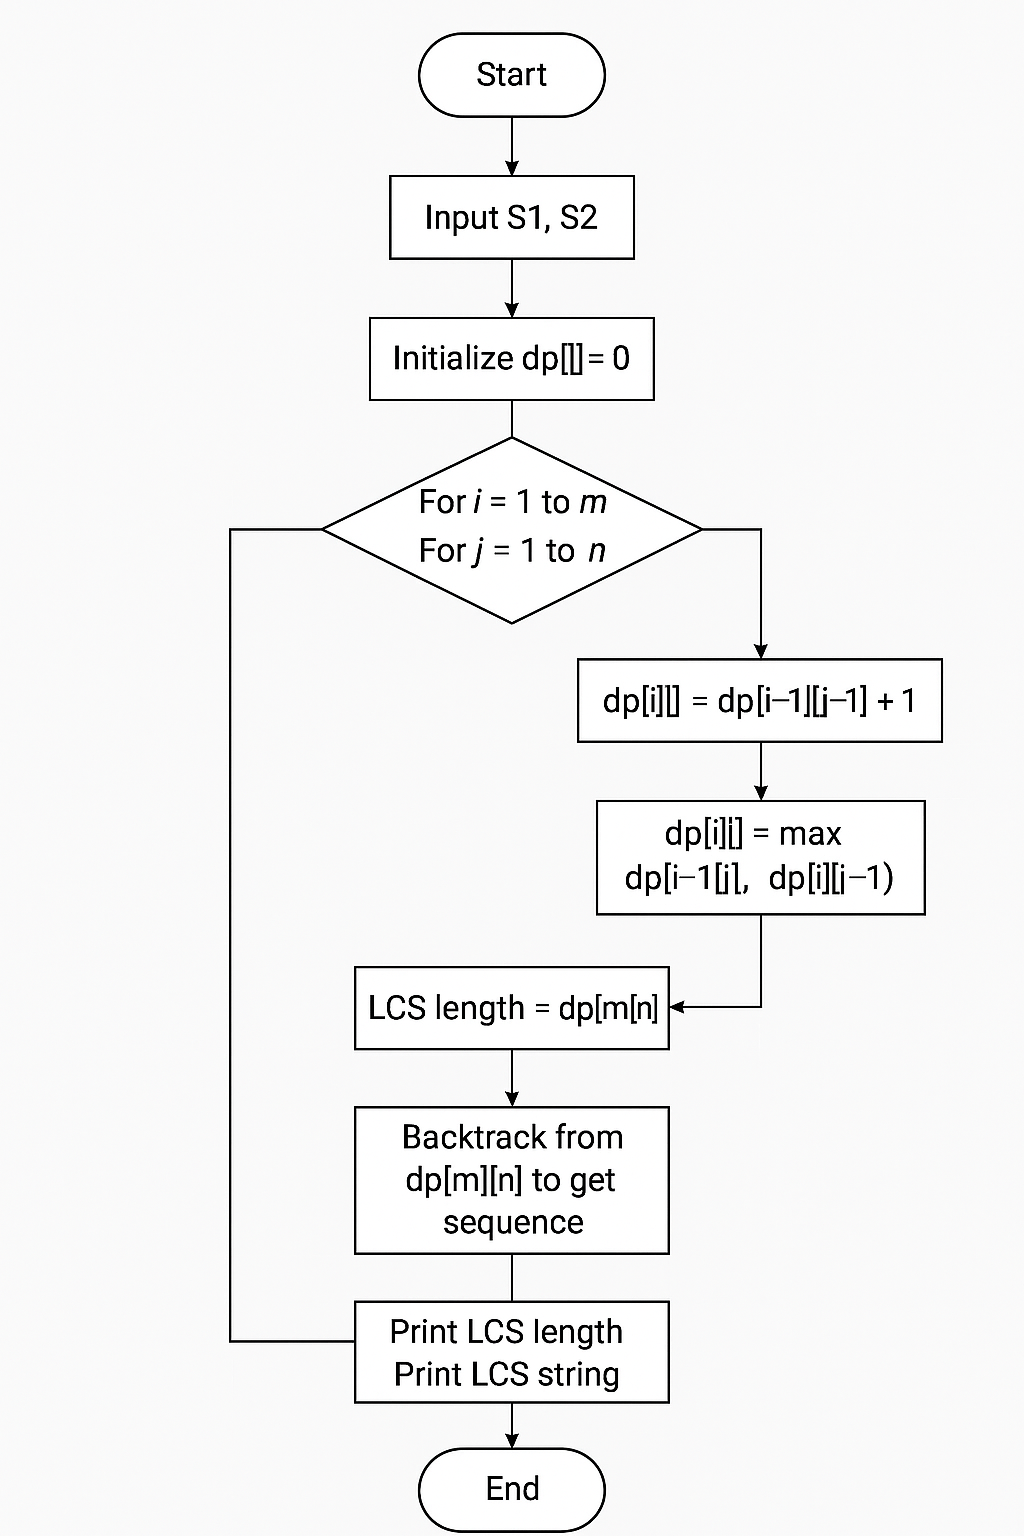 Start
Input S1, S2
Initialize dp[]]= 0
For i = 1 to m
For j = 1 to n
dp[i][]] = dp[i–1][j–1] + 1
dp[i][j] = max
dp[i–1[j], dp[i][j–1)
LCS length = dp[m[n]
Backtrack from
dp[m][n] to get
sequence
Print LCS length
Print LCS string
End